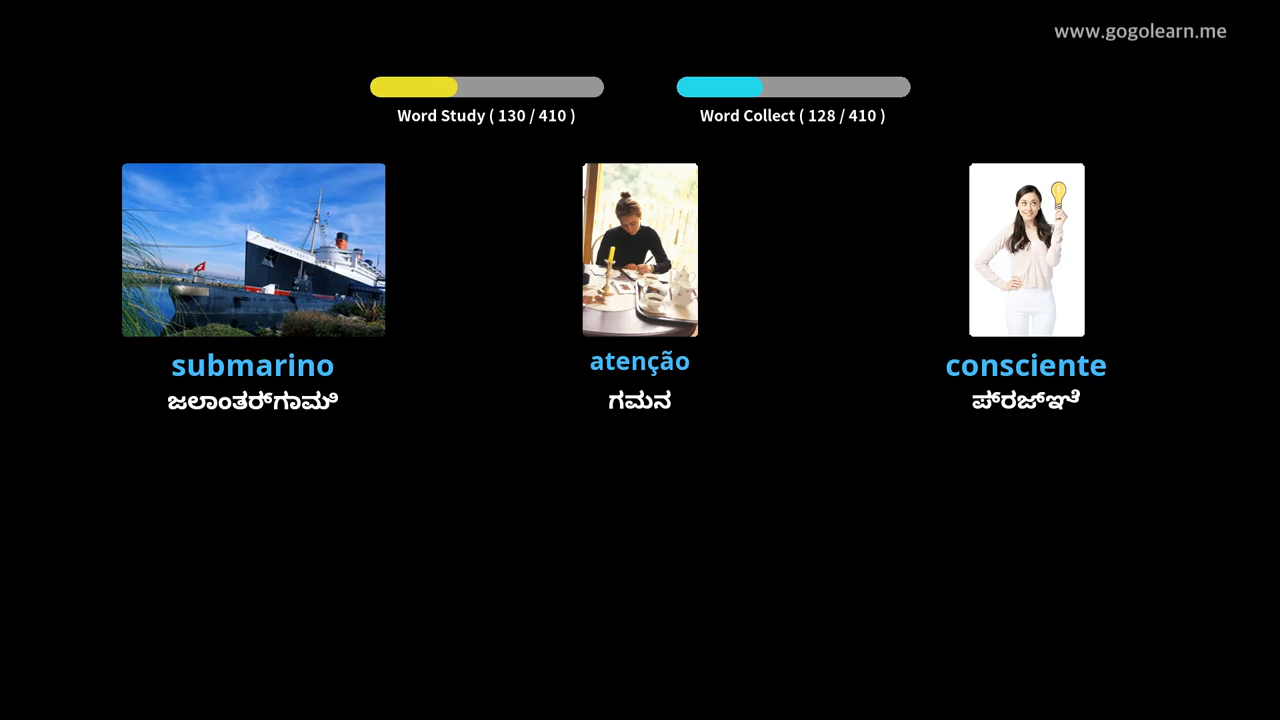 www.gogolearn.me
Word Study ( 130 / 410 )
Word Collect ( 128 / 410 )
submarino
ಜಲಾಂತರ್‌ಗಾಮಿ
atenção
ಗಮನ
consciente
ಪ್‌ರಜ್‌ಞೆ